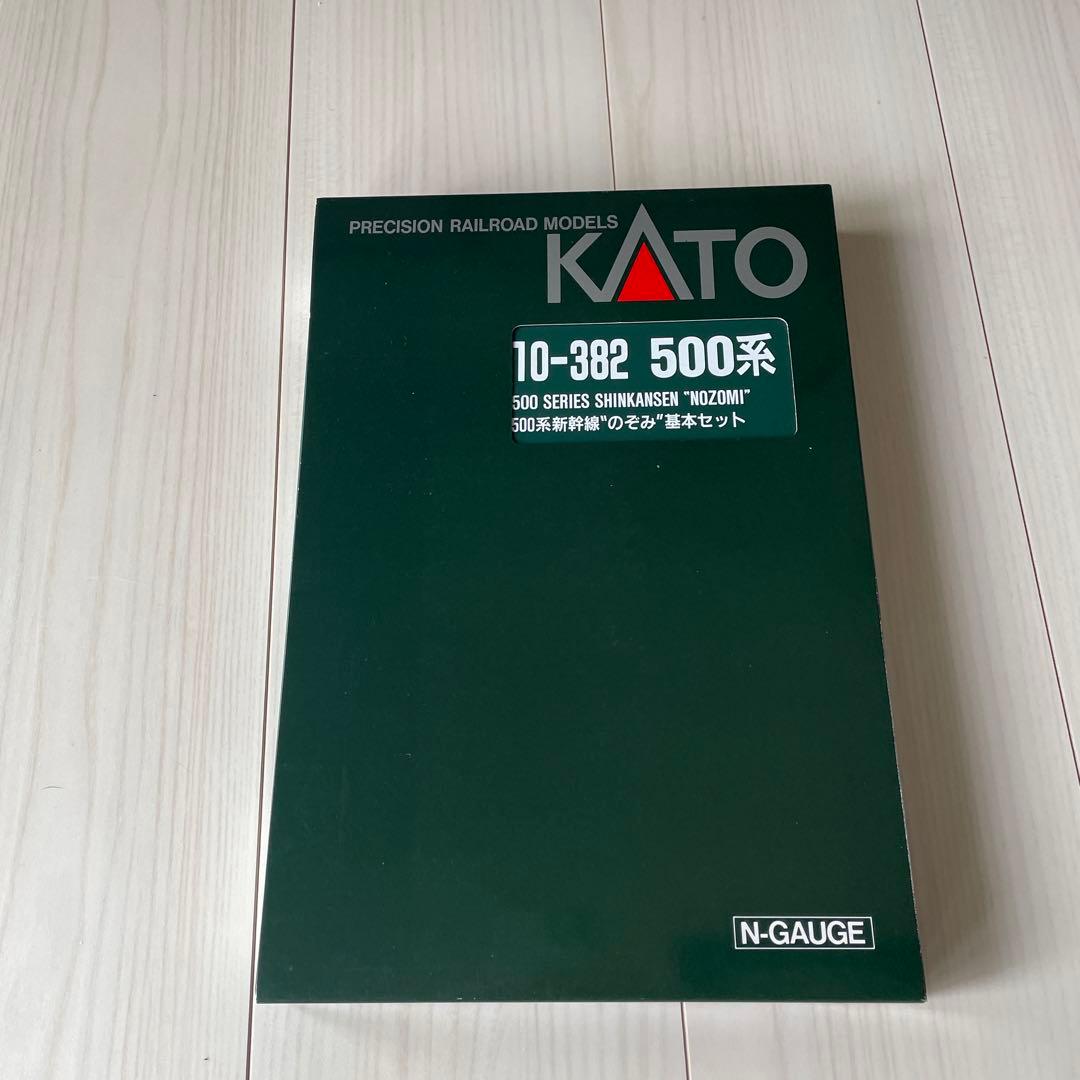 PRECISION RAILROAD MODELS
KATO
10-382 500系
500 SERIES SHINKANSEN "NOZOMI"
500系新幹線"のぞみ"基本セット
N-GAUGE